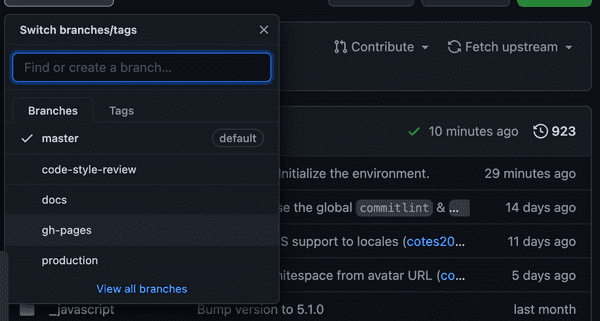 Switch branches/tags
Find or create a branch...
Branches Tags
master default
code-style-review
docs
gh-pages
production
View all branches
Contribute Fetch upstream
10 minutes ago 923
Initialize the environment. 29 minutes ago
the global commitlint & ... 14 days ago
S support to locales (cotes20... 11 days ago
from avatar URL (co... 5 days ago
_javascript Bump version to 5.1.0 last month